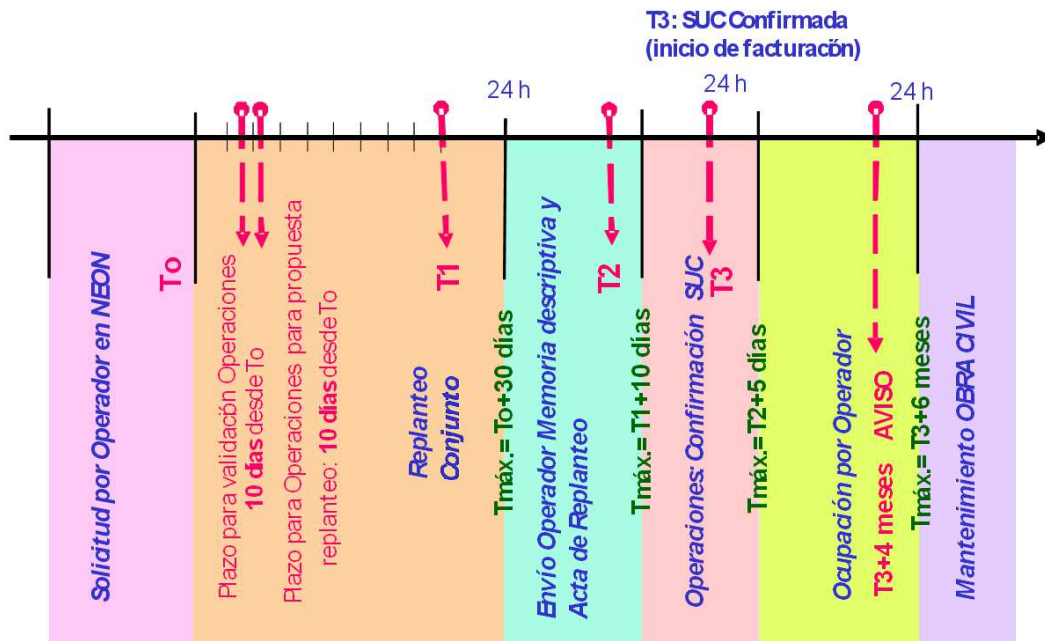 T3: SUC Confirmada
(inicio de facturación)
24 h
24 h
24 h
Solicitud por Operador en NEON
To
Plazo para validación Operaciones
10 días desde To
Plazo para Operaciones para propuesta
replanteo: 10 días desde To
Replanteo
Conjunto
T1
Tmáx.= To+30 días
Envío Operador Memoria descriptiva y
Acta de Replanteo
T2
Tmáx.= T1+10 días
Operaciones: Confirmación SUC
T3
Tmáx.= T2+5 días
Ocupación por Operador
T3+4 meses AVISO
Tmáx.= T3+6 meses
Mantenimiento OBRA CIVIL